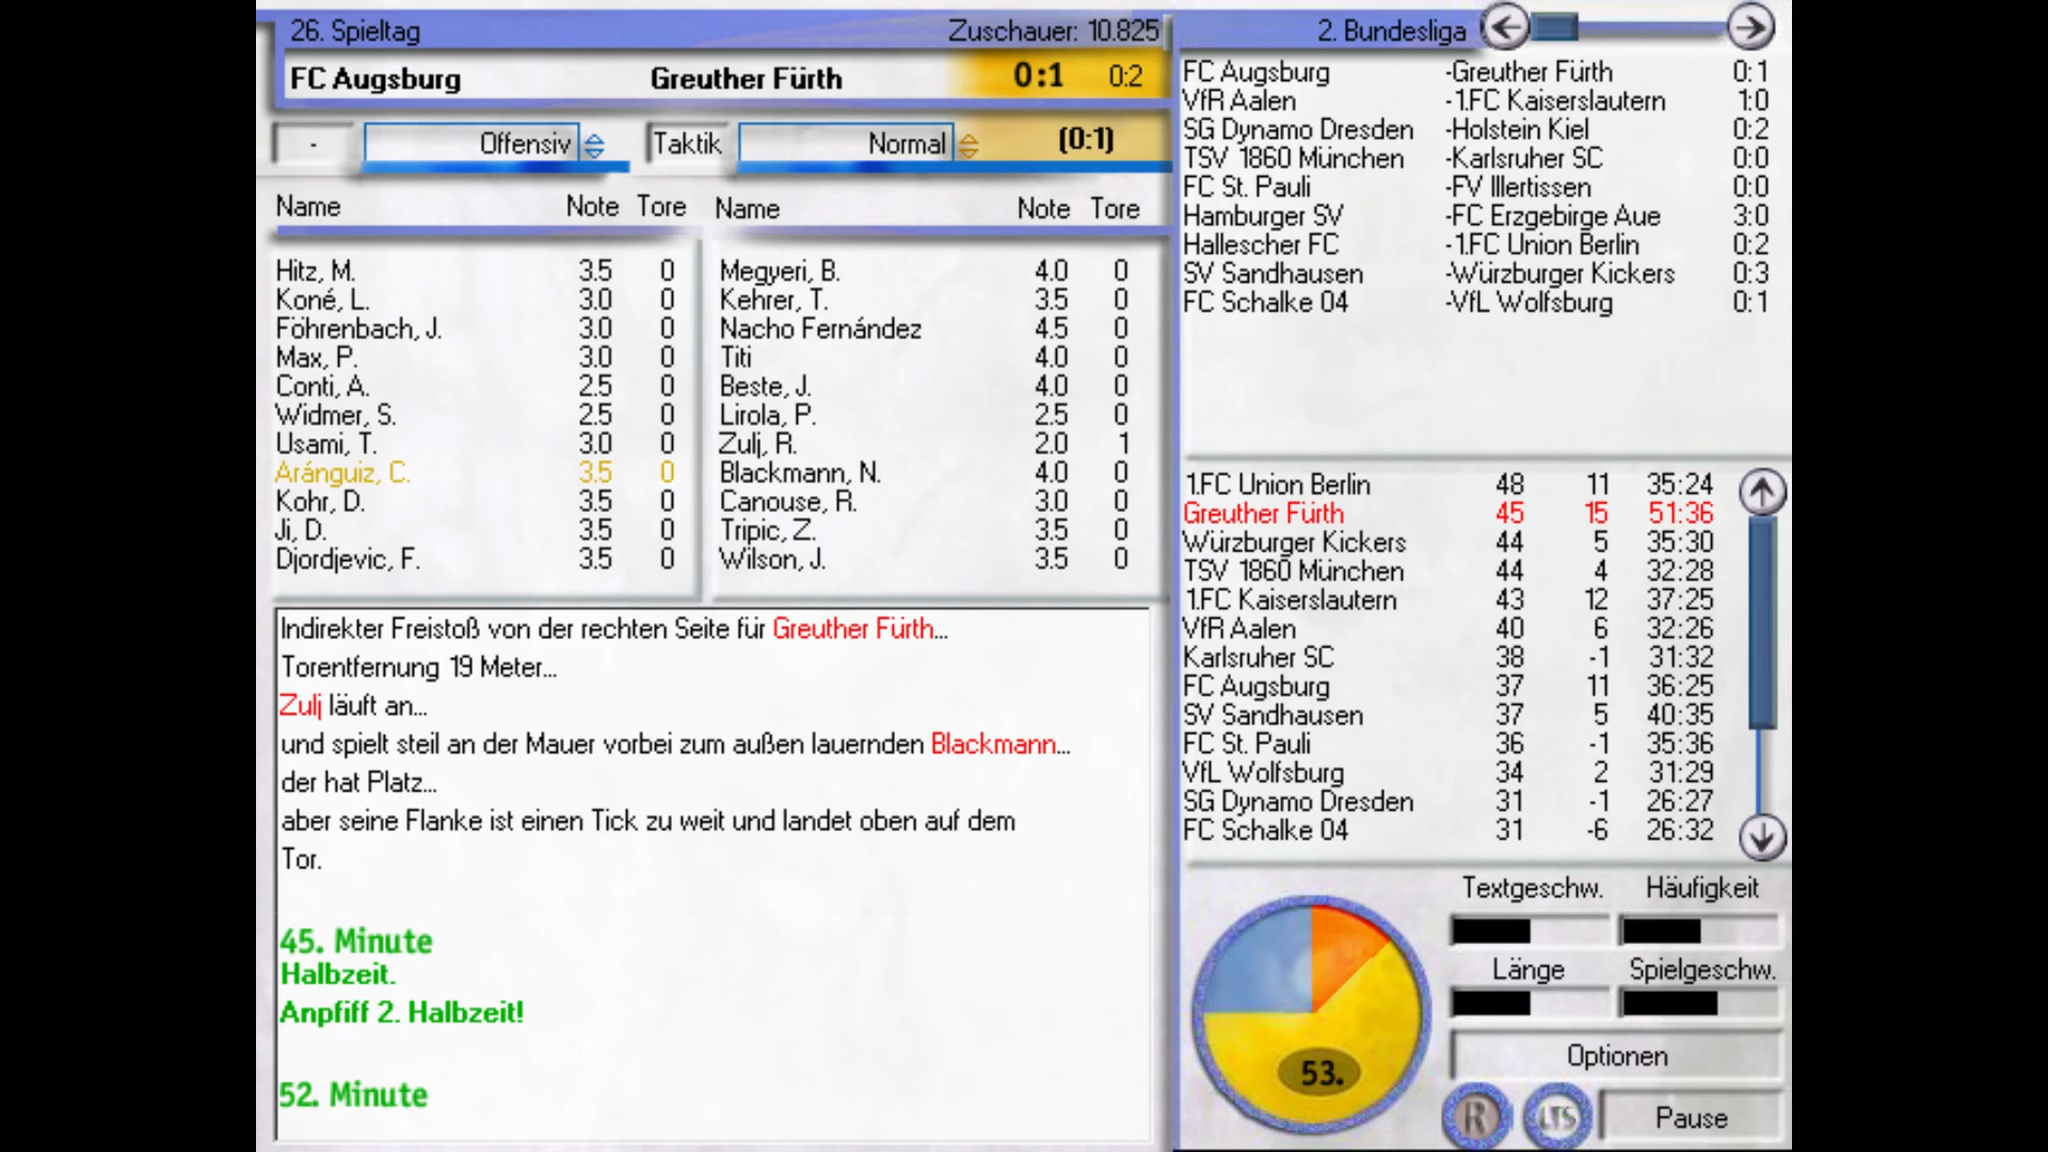 26. Spieltag Zuschauer: 10.825
FC Augsburg Greuther Fürth 0:1 0:2
- Offensiv Taktik Normal (0:1)
Name Note Tore Name Note Tore
Hitz, M. 3.5 0
Koné, L. 3.0 0
Föhrenbach, J. 3.0 0
Max, P. 3.0 0
Conti, A. 2.5 0
Widmer, S. 2.5 0
Usami, T. 3.0 0
Aránguiz, C. 3.5 0
Kohr, D. 3.5 0
Ji, D. 3.5 0
Djordjevic, F. 3.5 0
Megyeri, B. 4.0 0
Kehrer, T. 3.5 0
Nacho Fernández 4.5 0
Titi 4.0 0
Beste, J. 4.0 0
Lirola, P. 2.5 0
Zulj, R. 2.0 1
Blackmann, N. 4.0 0
Canouse, R. 3.0 0
Tripic, Z. 3.5 0
Wilson, J. 3.5 0
Indirekter Freistoß von der rechten Seite für Greuther Fürth...
Torentfernung 19 Meter...
Zulj läuft an...
und spielt steil an der Mauer vorbei zum außen lauernden Blackmann...
der hat Platz...
aber seine Flanke ist einen Tick zu weit und landet oben auf dem
Tor.
45. Minute
Halbzeit.
Anpfiff 2. Halbzeit!
52. Minute
2. Bundesliga
FC Augsburg -Greuther Fürth 0:1
VfR Aalen -1.FC Kaiserslautern 1:0
SG Dynamo Dresden -Holstein Kiel 0:2
TSV 1860 München -Karlsruher SC 0:0
FC St. Pauli -FV Illertissen 0:0
Hamburger SV -FC Erzgebirge Aue 3:0
Hallescher FC -1.FC Union Berlin 0:2
SV Sandhausen -Würzburger Kickers 0:3
FC Schalke 04 -VfL Wolfsburg 0:1
1.FC Union Berlin 48 11 35:24
Greuther Fürth 45 15 51:36
Würzburger Kickers 44 5 35:30
TSV 1860 München 44 4 32:28
1.FC Kaiserslautern 43 12 37:25
VfR Aalen 40 6 32:26
Karlsruher SC 38 -1 31:32
FC Augsburg 37 11 36:25
SV Sandhausen 37 5 40:35
FC St. Pauli 36 -1 35:36
VfL Wolfsburg 34 2 31:29
SG Dynamo Dresden 31 -1 26:27
FC Schalke 04 31 -6 26:32
Textgeschw. Häufigkeit
Länge Spielgeschw.
53.
Optionen
R LTS Pause